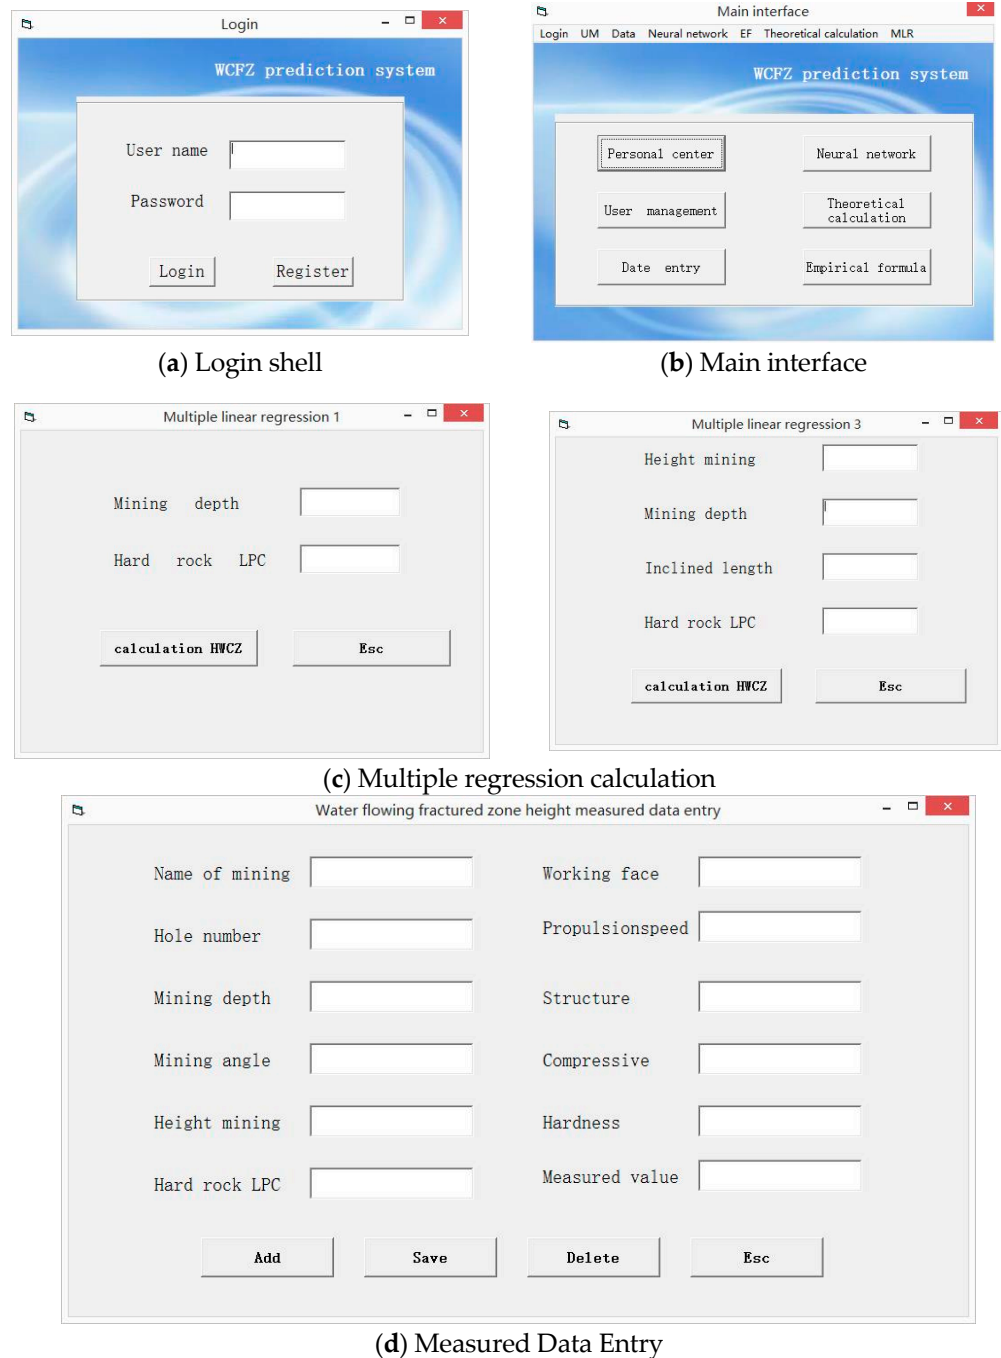 Login
WCFZ prediction system
User name
Password
Login Register
(a) Login shell
Main interface
Login UM Data Neural network EF Theoretical calculation MLR
WCFZ prediction system
Personal center Neural network
User management Theoretical calculation
Date entry Empirical formula
(b) Main interface
Multiple linear regression 1
Mining depth
Hard rock LPC
calculation HWCZ Esc
Multiple linear regression 3
Height mining
Mining depth
Inclined length
Hard rock LPC
calculation HWCZ Esc
(c) Multiple regression calculation
Water flowing fractured zone height measured data entry
Name of mining Working face
Hole number Propulsionspeed
Mining depth Structure
Mining angle Compressive
Height mining Hardness
Hard rock LPC Measured value
Add Save Delete Esc
(d) Measured Data Entry